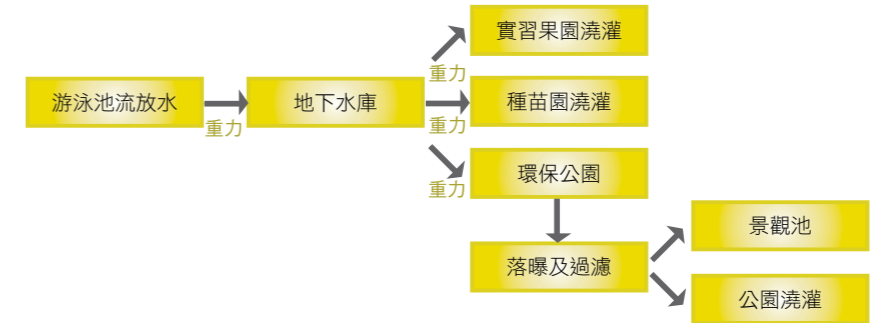 實習果園澆灌
重力
游泳池流放水
重力
地下水庫
種苗園澆灌
重力
環保公園
重力
景觀池
落曝及過濾
公園澆灌